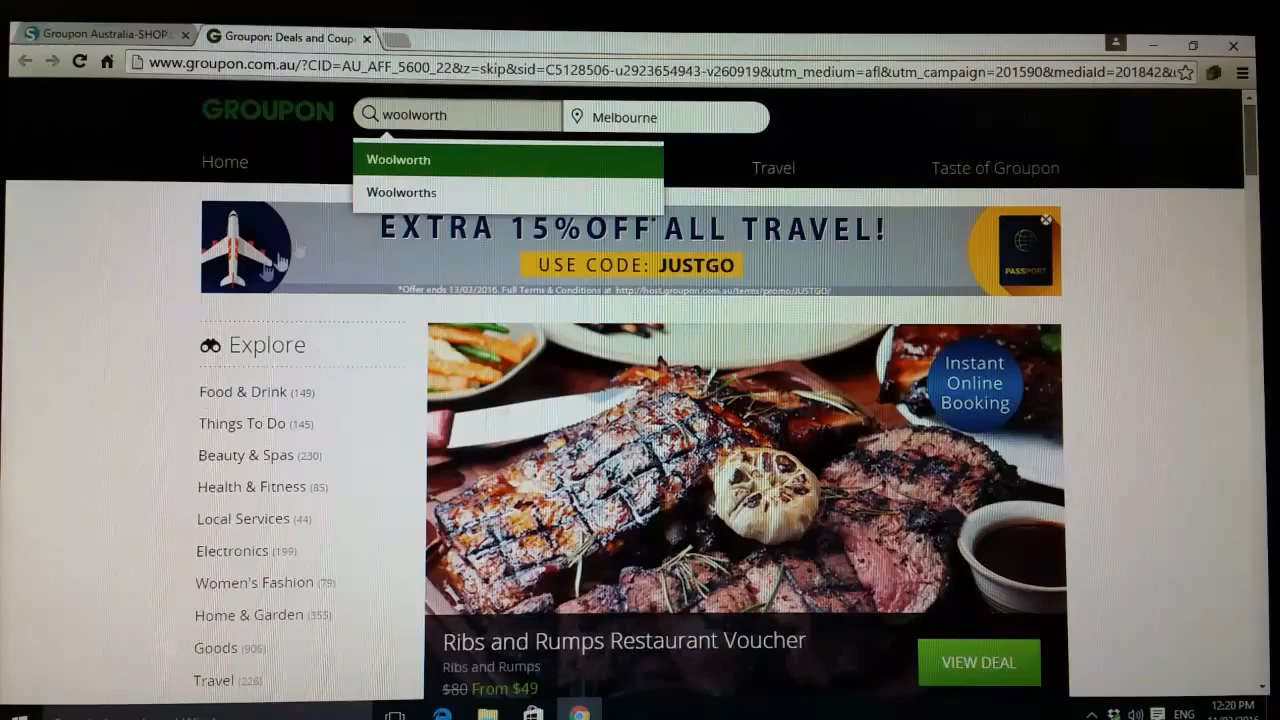 Groupon Australia-SHOP
Groupon: Deals and Coup
www.groupon.com.au/?CID=AU_AFF_5600_22&z=skip&sid=C5128506-u2923654943-v260919&utm_medium=afl&utm_campaign=201590&mediaId=201842&
GROUPON
woolworth
Melbourne
Woolworth
Woolworths
Home
Travel
Taste of Groupon
EXTRA 15%OFF ALL TRAVEL!
USE CODE: JUSTGO
*Offer ends 13/03/2016. Full Terms & Conditions at http://host.groupon.com.au/terms/promo/JUSTGO/
PASSPORT
Explore
Food & Drink (149)
Things To Do (145)
Beauty & Spas (230)
Health & Fitness (85)
Local Services (44)
Electronics (199)
Women's Fashion (79)
Home & Garden (355)
Goods (906)
Travel (226)
Instant
Online
Booking
Ribs and Rumps Restaurant Voucher
Ribs and Rumps
$80 From $49
VIEW DEAL
ENG
12:20 PM